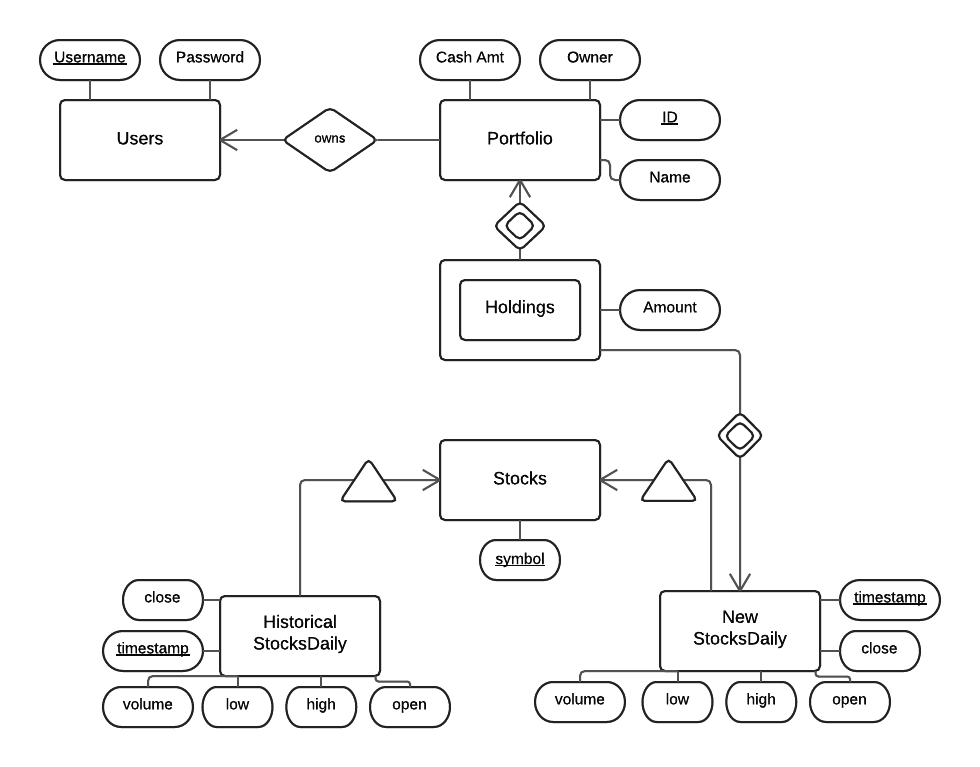 Username
Password
Cash Amt
Owner
Users
owns
Portfolio
ID
Name
Holdings
Amount
Stocks
symbol
close
timestamp
Historical
StocksDaily
volume
low
high
open
New
StocksDaily
timestamp
close
volume
low
high
open